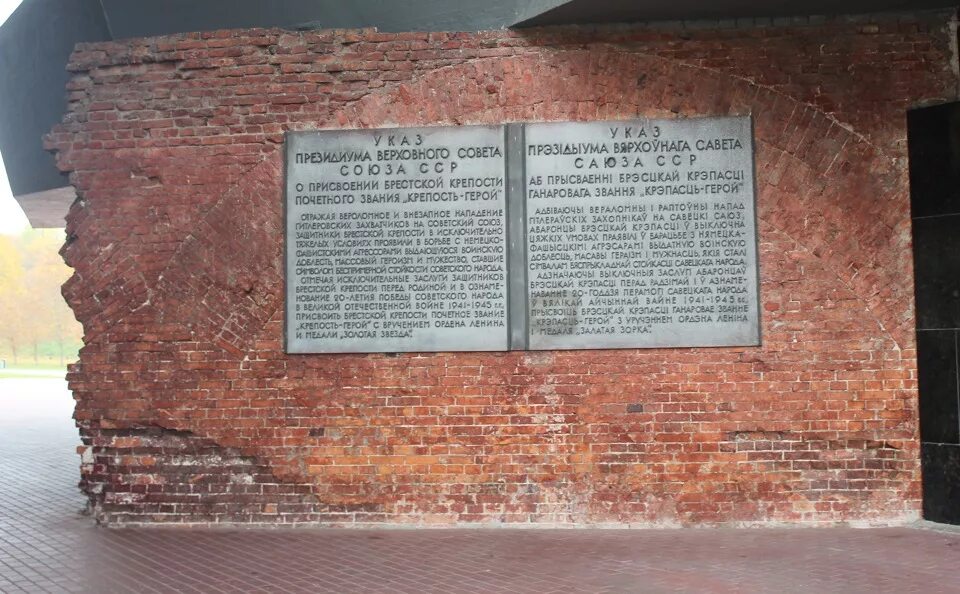 УКАЗ
ПРЕЗИДИУМА ВЕРХОВНОГО СОВЕТА
СОЮЗА ССР
О ПРИСВОЕНИИ БРЕСТСКОЙ КРЕПОСТИ
ПОЧЕТНОГО ЗВАНИЯ „КРЕПОСТЬ-ГЕРОЙ"
ОТРАЖАЯ ВЕРОЛОМНОЕ И ВНЕЗАПНОЕ НАПАДЕНИЕ
ГИТЛЕРОВСКИХ ЗАХВАТЧИКОВ НА СОВЕТСКИЙ СОЮЗ,
ЗАЩИТНИКИ БРЕСТСКОЙ КРЕПОСТИ В ИСКЛЮЧИТЕЛЬНО
ТЯЖЕЛЫХ УСЛОВИЯХ ПРОЯВИЛИ В БОРЬБЕ С НЕМЕЦКО-
ФАШИСТСКИМИ АГРЕССОРАМИ ВЫДАЮЩУЮСЯ ВОИНСКУЮ
ДОБЛЕСТЬ, МАССОВЫЙ ГЕРОИЗМ И МУЖЕСТВО, СТАВШИЕ
СИМВОЛОМ БЕСПРИМЕРНОЙ СТОЙКОСТИ СОВЕТСКОГО НАРОДА.
ОТМЕЧАЯ ИСКЛЮЧИТЕЛЬНЫЕ ЗАСЛУГИ ЗАЩИТНИКОВ
БРЕСТСКОЙ КРЕПОСТИ ПЕРЕД РОДИНОЙ И В ОЗНАМЕ-
НОВАНИЕ 20-ЛЕТИЯ ПОБЕДЫ СОВЕТСКОГО НАРОДА
В ВЕЛИКОЙ ОТЕЧЕСТВЕННОЙ ВОЙНЕ 1941-1945 г.г.,
ПРИСВОИТЬ БРЕСТСКОЙ КРЕПОСТИ ПОЧЕТНОЕ ЗВАНИЕ
„КРЕПОСТЬ-ГЕРОЙ" С ВРУЧЕНИЕМ ОРДЕНА ЛЕНИНА
И МЕДАЛИ „ЗОЛОТАЯ ЗВЕЗДА".
УКАЗ
ПРЭЗІДЫУМА ВЯРХОЎНАГА САВЕТА
САЮЗА ССР
АБ ПРЫСВАЕННІ БРЭСЦКАЙ КРЭПАСЦІ
ГАНАРОВАГА ЗВАННЯ „КРЭПАСЦЬ-ГЕРОЙ"
АДБІВАЮЧЫ ВЕРАЛОМНЫ І РАПТОЎНЫ НАПАД
ГІТЛЕРАЎСКІХ ЗАХОПНІКАЎ НА САВЕЦКІ САЮЗ,
АБАРОНЦЫ БРЭСЦКАЙ КРЭПАСЦІ Ў ВЫКЛЮЧНА
ЦЯЖКІХ УМОВАХ ПРАЯВІЛІ Ў БАРАЦЬБЕ З НЯМЕЦКА-
ФАШЫСЦКІМІ АГРЭСАРАМІ ВЫДАТНУЮ ВОІНСКУЮ
ДОБЛЕСЦЬ, МАСАВЫ ГЕРАІЗМ І МУЖНАСЦЬ, ЯКІЯ СТАЛІ
СІМВАЛАМ БЕСПРЫКЛАДНАЙ СТОЙКАСЦІ САВЕЦКАГА НАРОДА.
АДЗНАЧАЮЧЫ ВЫКЛЮЧНЫЯ ЗАСЛУГІ АБАРОНЦАЎ
БРЭСЦКАЙ КРЭПАСЦІ ПЕРАД РАДЗІМАЙ І Ў АЗНАМЕ-
НАВАННЕ 20-ГОДДЗЯ ПЕРАМОГІ САВЕЦКАГА НАРОДА
Ў ВЯЛІКАЙ АЙЧЫННАЙ ВАЙНЕ 1941-1945 г.г.,
ПРЫСВОІЦЬ БРЭСЦКАЙ КРЭПАСЦІ ГАНАРОВАЕ ЗВАННЕ
„КРЭПАСЦЬ-ГЕРОЙ" З УРУЧЭННЕМ ОРДЭНА ЛЕНІНА
І МЕДАЛЯ „ЗАЛАТАЯ ЗОРКА".